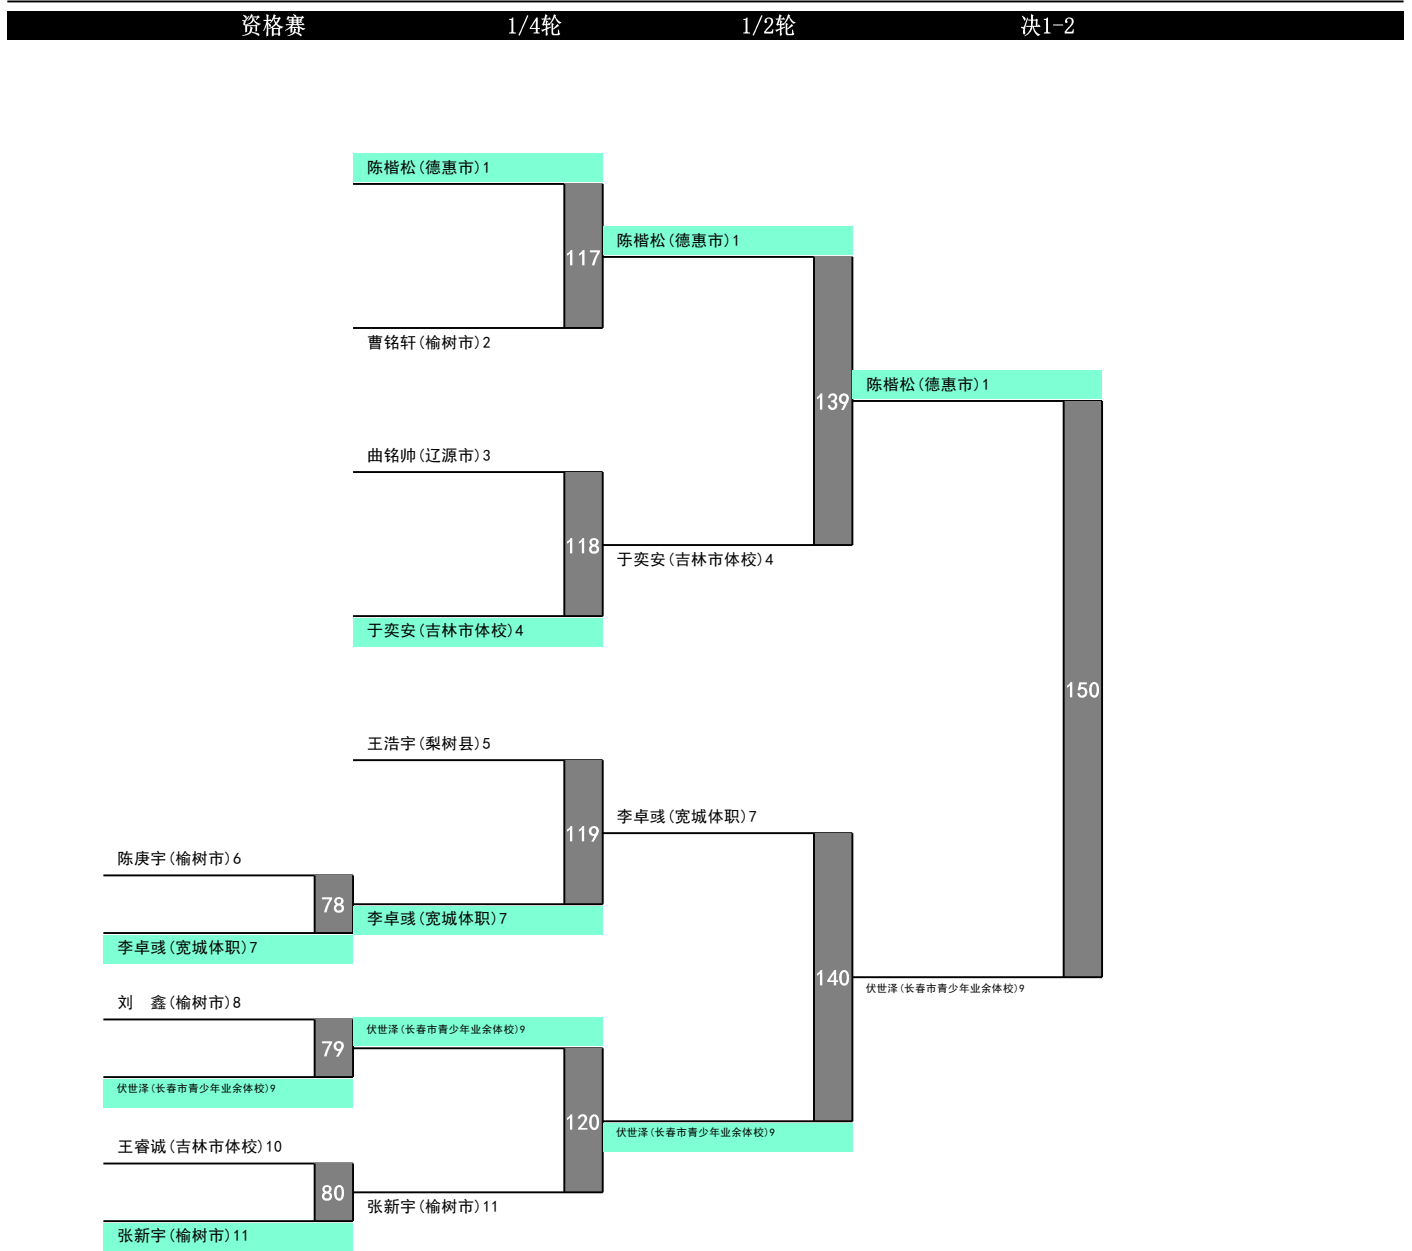 资格赛 1/4轮 1/2轮 决1-2
陈楷松(德惠市)1
陈楷松(德惠市)1
117
曹铭轩(榆树市)2
陈楷松(德惠市)1
139
曲铭帅(辽源市)3
118
于奕安(吉林市体校)4
于奕安(吉林市体校)4
150
王浩宇(梨树县)5
李卓彧(宽城体职)7
119
陈庚宇(榆树市)6
78
李卓彧(宽城体职)7
李卓彧(宽城体职)7
140
伏世泽(长春市青少年业余体校)9
刘 鑫(榆树市)8
伏世泽(长春市青少年业余体校)9
79
伏世泽(长春市青少年业余体校)9
120
伏世泽(长春市青少年业余体校)9
王睿诚(吉林市体校)10
80
张新宇(榆树市)11
张新宇(榆树市)11